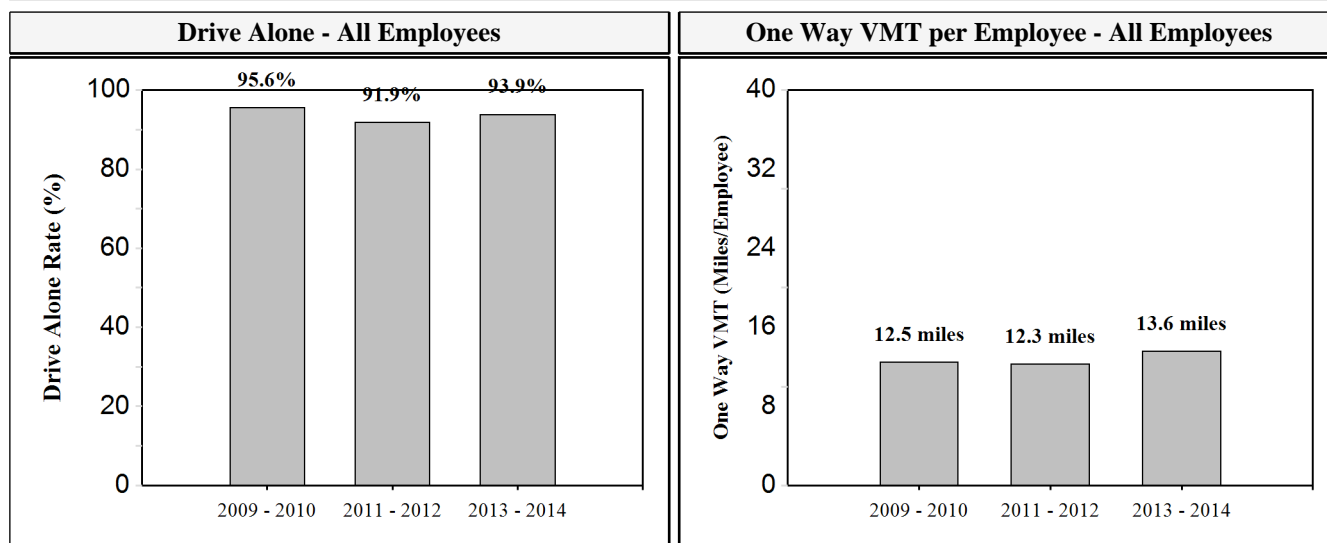 Drive Alone - All Employees
95.6%
91.9%
93.9%
100
80
60
40
20
0
Drive Alone Rate (%)
2009 - 2010
2011 - 2012
2013 - 2014
One Way VMT per Employee - All Employees
40
32
24
16
8
0
One Way VMT (Miles/Employee)
12.5 miles
12.3 miles
13.6 miles
2009 - 2010
2011 - 2012
2013 - 2014